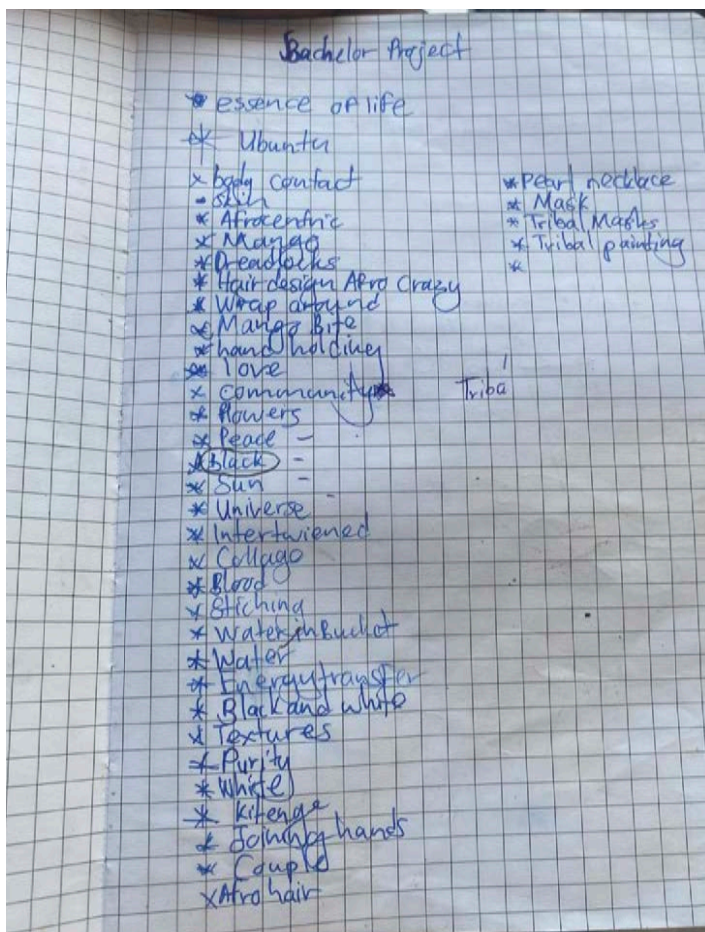 Bachelor Project
* essence of life
* Ubuntu
x body contact
- skin
* Afrocentric
x Mango
* Dreadlocks
* Hair design Afro Crazy
* Wrap around
x Mango Bite
* hand holding
* love
x community *
* flowers
* Peace -
* Black -
* Sun -
* Universe -
* Intertwiened
x Collago
* Blood
x Stiching
* Water in Bucket
* Water
* Energy transfer
* Black and white
* Textures
* Purity
* White
* Kitenge
* Joining hands
* Couple
x Afro hair
* Pearl necklace
* Mask
* Tribal Masks
* Tribal painting
*
Triba